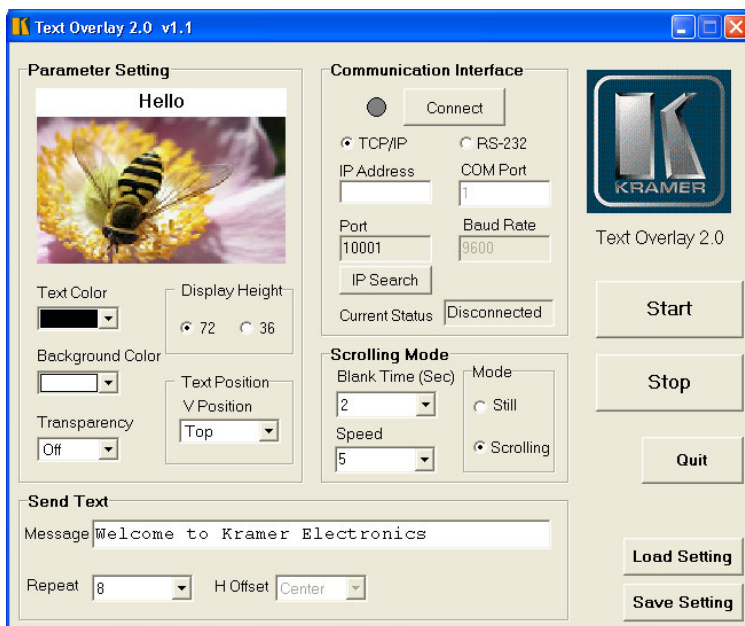 Text Overlay 2.0 v1.1
Parameter Setting
Hello
Text Color
Display Height
72
36
Background Color
Text Position
V Position
Top
Transparency
Off
Communication Interface
Connect
TCP/IP
RS-232
IP Address
COM Port
1
Port
Baud Rate
10001
9600
IP Search
Current Status
Disconnected
Scrolling Mode
Blank Time (Sec)
2
Speed
5
Mode
Still
Scrolling
KRAMER
Text Overlay 2.0
Start
Stop
Quit
Send Text
Message
Welcome to Kramer Electronics
Repeat
8
H Offset
Center
Load Setting
Save Setting